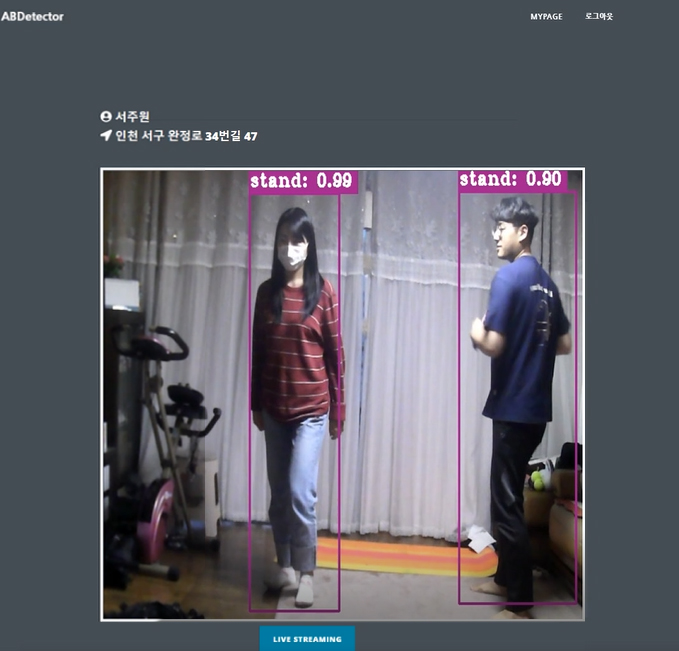 ABDetector
MYPAGE 로그아웃
서주원
인천 서구 완정로 34번길 47
stand: 0.99
stand: 0.90
LIVE STREAMING